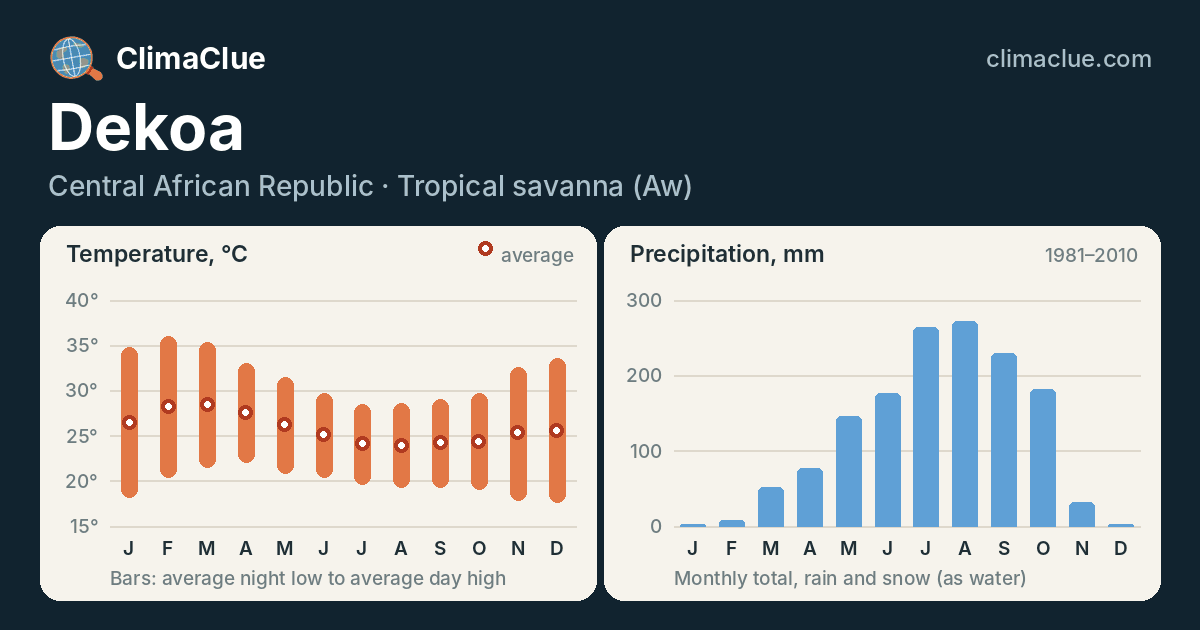 ClimaClue
climaclue.com
Dekoa
Central African Republic · Tropical savanna (Aw)
Temperature, °C
average
40°
35°
30°
25°
20°
15°
J F M A M J J A S O N D
Bars: average night low to average day high
Precipitation, mm
1981–2010
300
200
100
0
J F M A M J J A S O N D
Monthly total, rain and snow (as water)